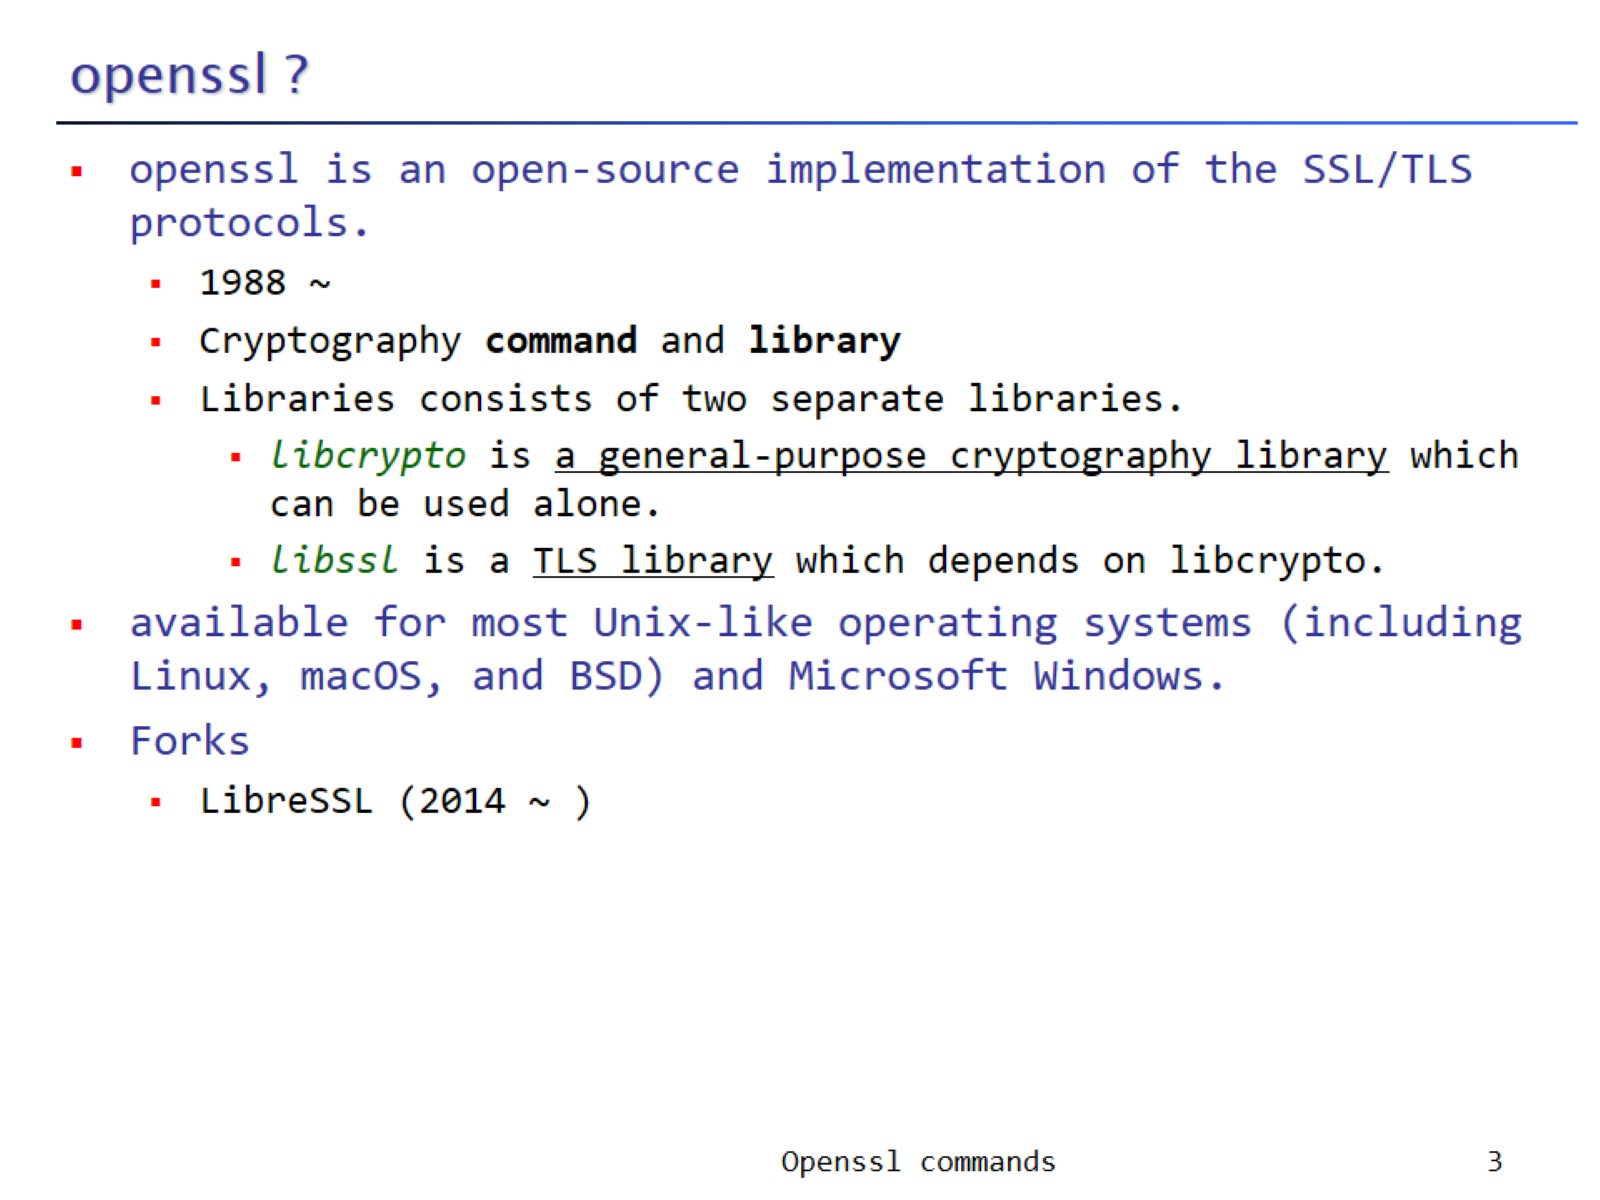 openssl ?
openssl is an open-source implementation of the SSL/TLS
protocols.
1988 ~
Cryptography command and library
Libraries consists of two separate libraries.
libcrypto is a general-purpose cryptography library which
can be used alone.
libssl is a TLS library which depends on libcrypto.
available for most Unix-like operating systems (including
Linux, macOS, and BSD) and Microsoft Windows.
Forks
LibreSSL (2014 ~ )
Openssl commands 3